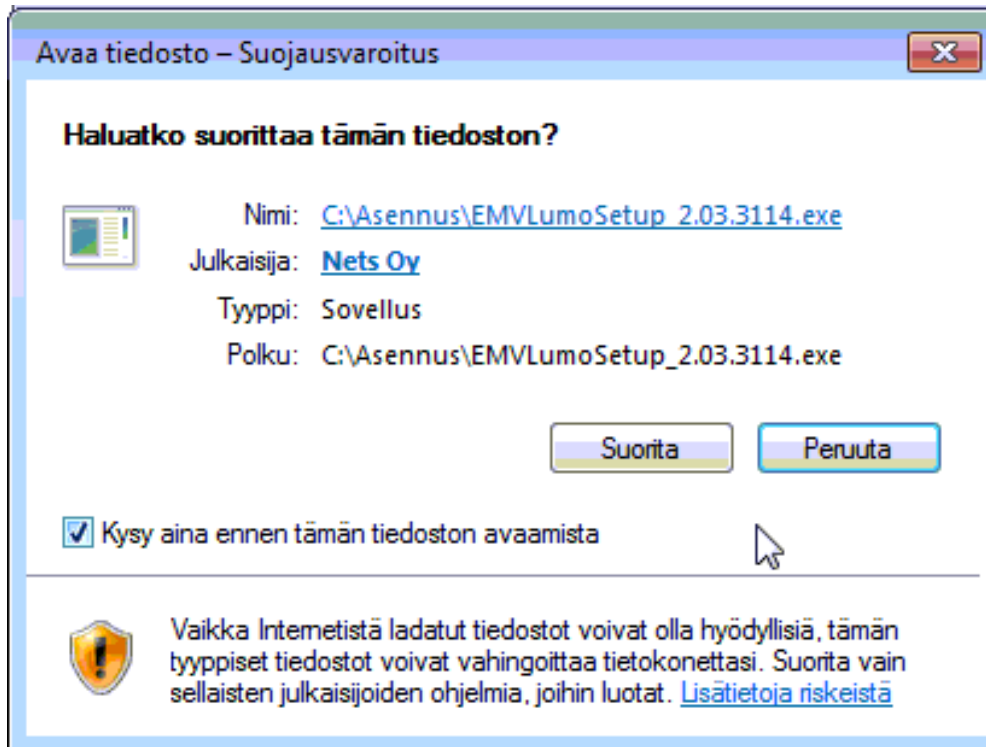 Avaa tiedosto – Suojausvaroitus
Haluatko suorittaa tämän tiedoston?
Nimi: C:\Asennus\EMVLumoSetup_2.03.3114.exe
Julkaisija: Nets Oy
Tyyppi: Sovellus
Polku: C:\Asennus\EMVLumoSetup_2.03.3114.exe
Suorita Peruuta
Kysy aina ennen tämän tiedoston avaamista
Vaikka Internetistä ladatut tiedostot voivat olla hyödyllisiä, tämän
tyyppiset tiedostot voivat vahingoittaa tietokonettasi. Suorita vain
sellaisten julkaisijoiden ohjelmia, joihin luotat. Lisätietoja riskeistä